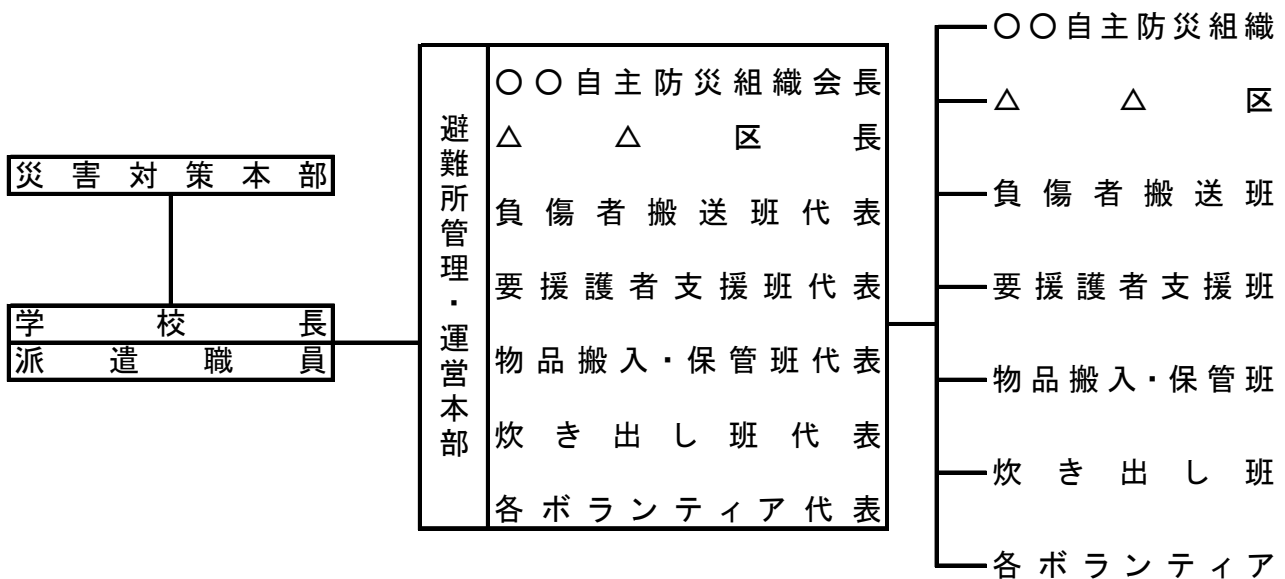 災害対策本部
学校長
派遣職員
避難所管理・運営本部
〇〇自主防災組織会長
△△区長
負傷者搬送班代表
要援護者支援班代表
物品搬入・保管班代表
炊き出し班代表
各ボランティア代表
〇〇自主防災組織
△△区
負傷者搬送班
要援護者支援班
物品搬入・保管班
炊き出し班
各ボランティア